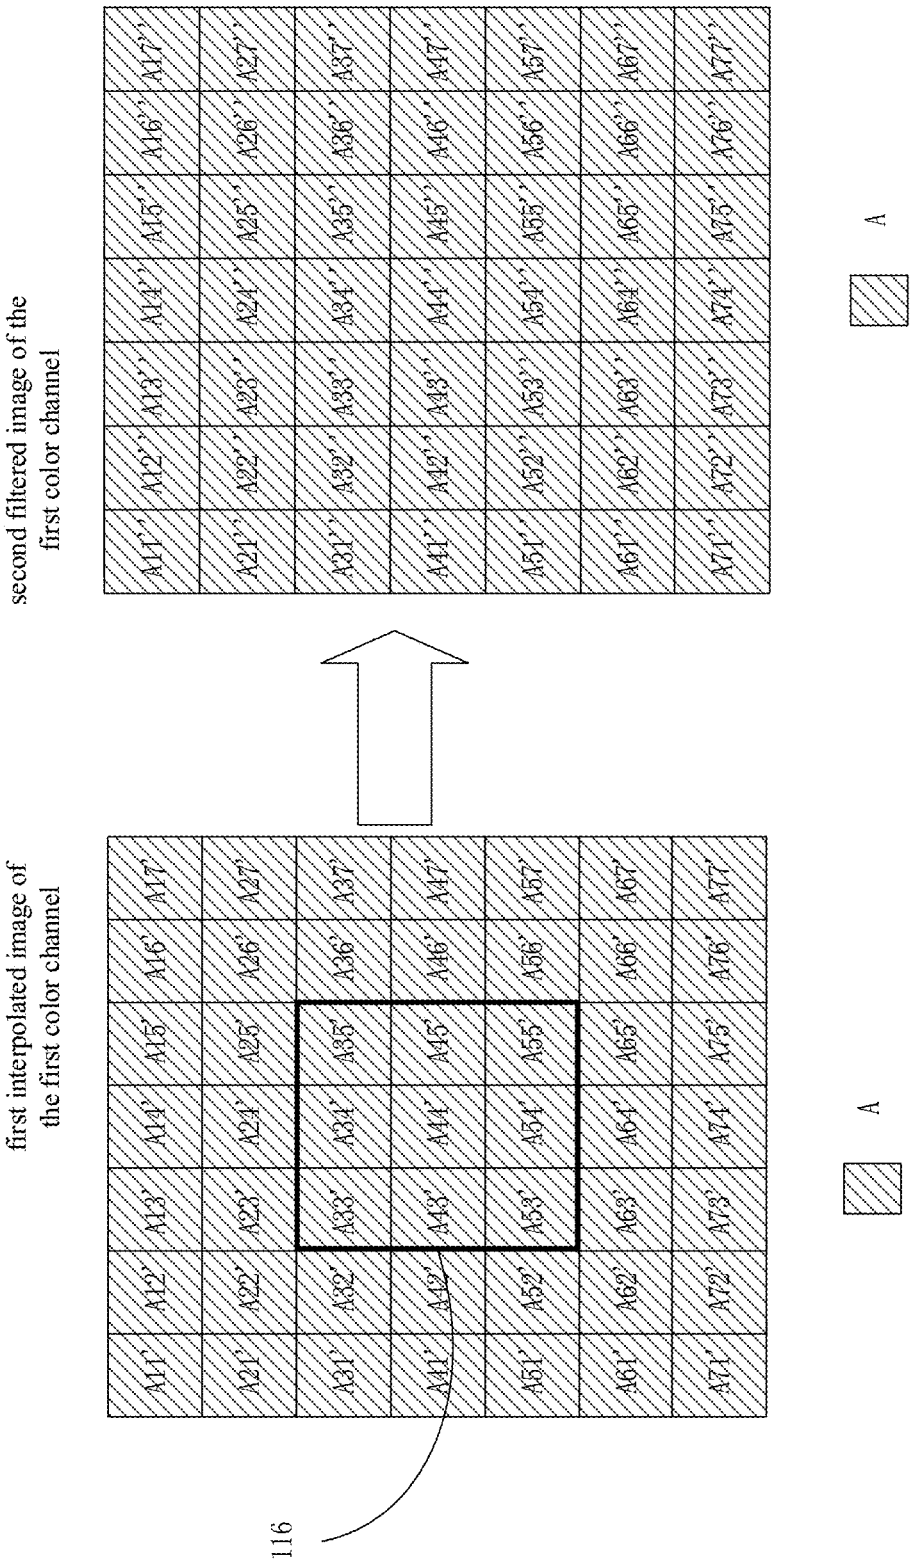 first interpolated image of
the first color channel
A11' A12' A13' A14' A15' A16' A17'
A21' A22' A23' A24' A25' A26' A27'
A31' A32' A33' A34' A35' A36' A37'
A41' A42' A43' A44' A45' A46' A47'
A51' A52' A53' A54' A55' A56' A57'
A61' A62' A63' A64' A65' A66' A67'
A71' A72' A73' A74' A75' A76' A77'
116
A
second filtered image of the
first color channel
A11'' A12'' A13'' A14'' A15'' A16'' A17''
A21'' A22'' A23'' A24'' A25'' A26'' A27''
A31'' A32'' A33'' A34'' A35'' A36'' A37''
A41'' A42'' A43'' A44'' A45'' A46'' A47''
A51'' A52'' A53'' A54'' A55'' A56'' A57''
A61'' A62'' A63'' A64'' A65'' A66'' A67''
A71'' A72'' A73'' A74'' A75'' A76'' A77''
A